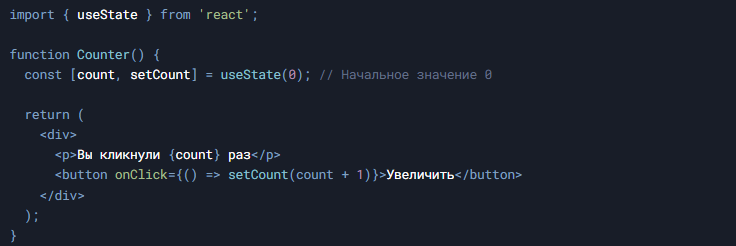 import { useState } from 'react';
function Counter() {
const [count, setCount] = useState(0); // Начальное значение 0
return (
<div>
<p>Вы кликнули {count} раз</p>
<button onClick={() => setCount(count + 1)}>Увеличить</button>
</div>
);
}